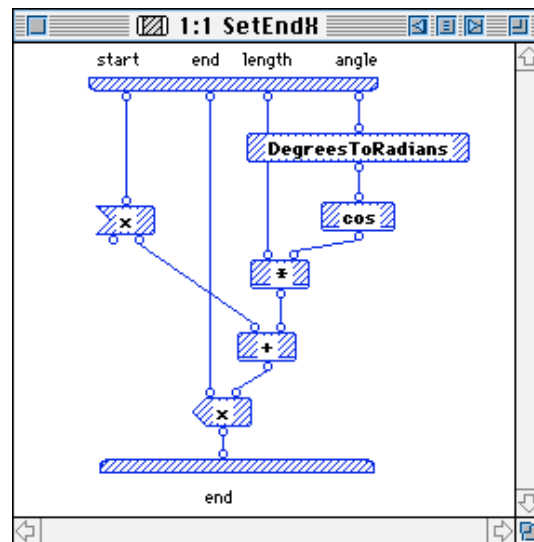 1:1 SetEndX
start end length angle
DegreesToRadians
x cos
*
+
x
end